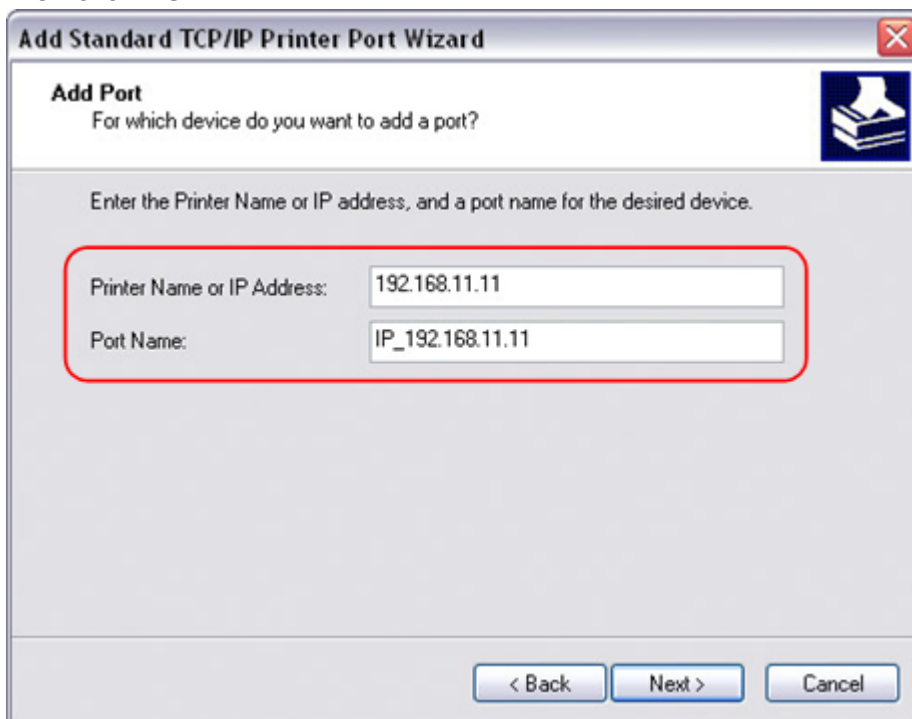 Add Standard TCP/IP Printer Port Wizard
Add Port
For which device do you want to add a port?
Enter the Printer Name or IP address, and a port name for the desired device.
Printer Name or IP Address: 192.168.11.11
Port Name: IP_192.168.11.11
< Back Next > Cancel